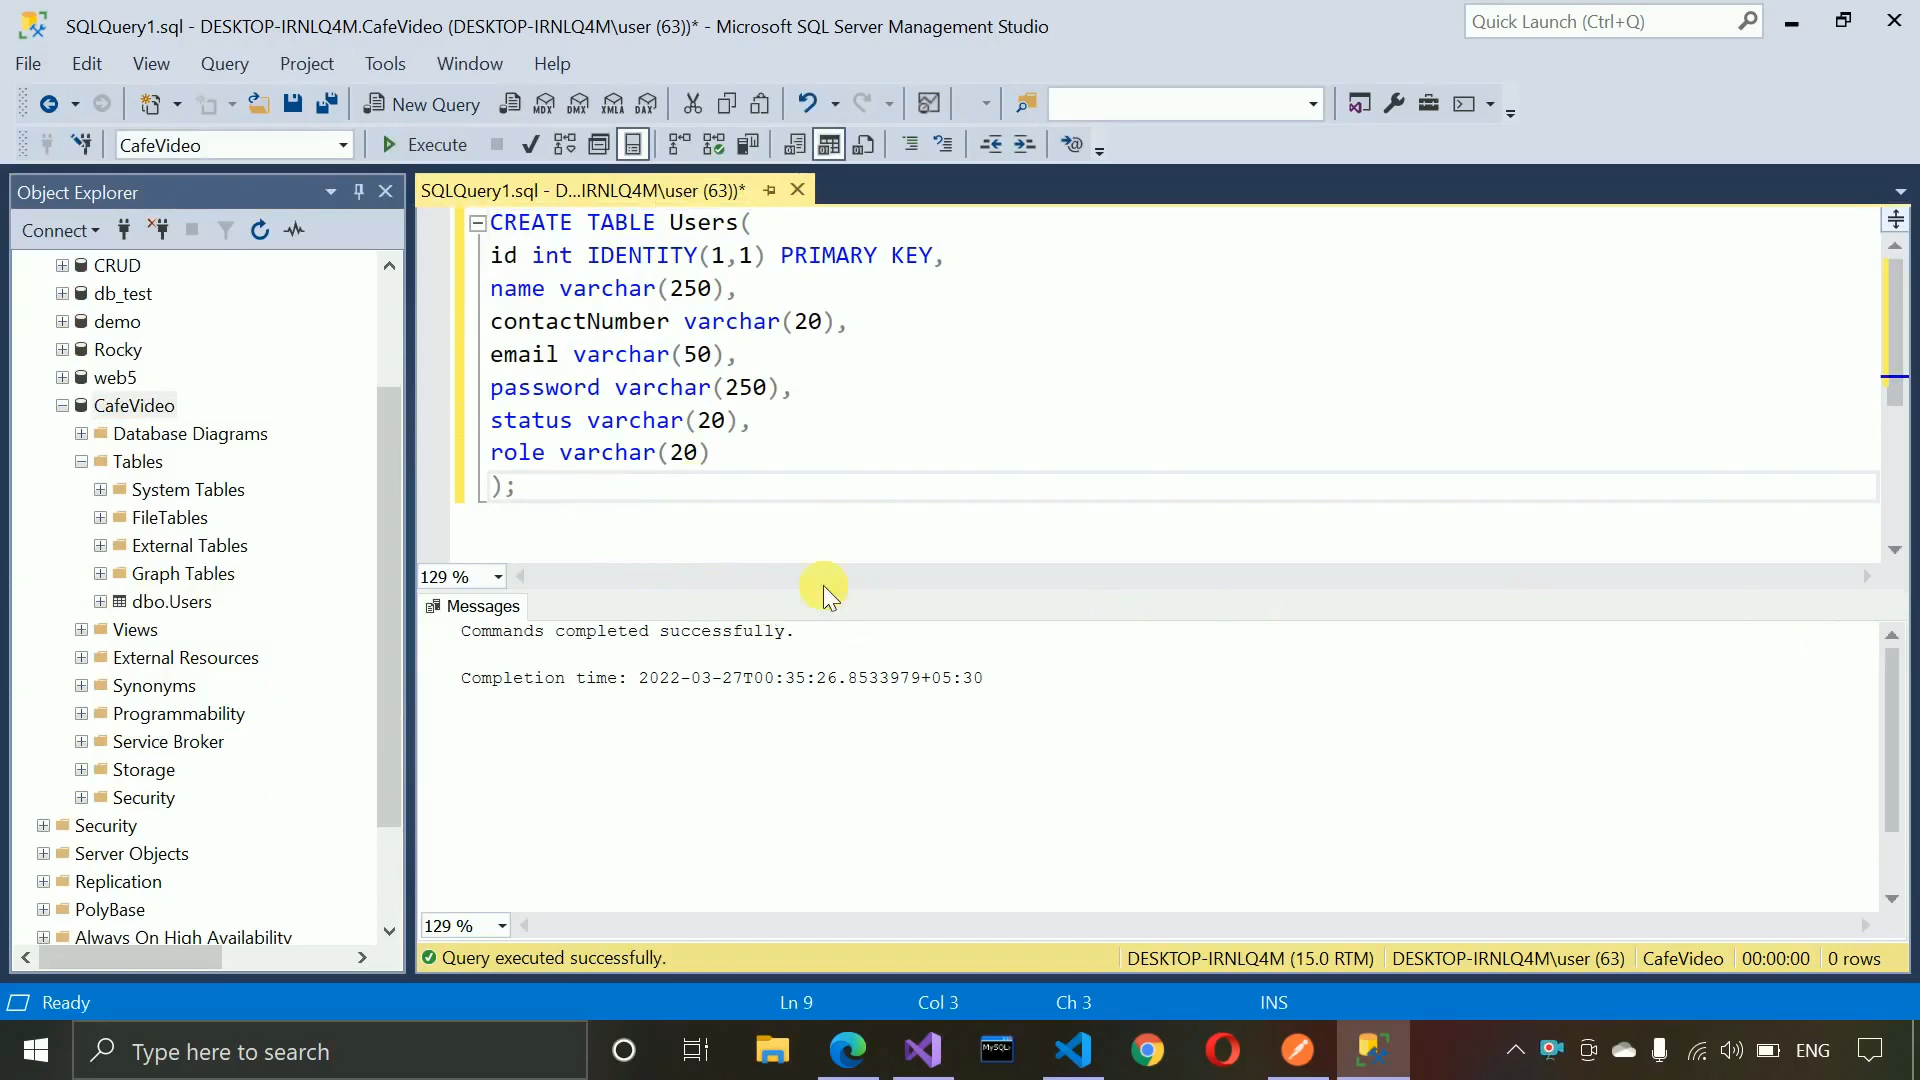 SQLQuery1.sql - DESKTOP-IRNLQ4M.CafeVideo (DESKTOP-IRNLQ4M\user (63))* - Microsoft SQL Server Management Studio
Quick Launch (Ctrl+Q)
File Edit View Query Project Tools Window Help
New Query MDX DMX XMLA DAX
CafeVideo Execute
Object Explorer
SQLQuery1.sql - D...IRNLQ4M\user (63))*
Connect
CRUD
db_test
demo
Rocky
web5
CafeVideo
Database Diagrams
Tables
System Tables
FileTables
External Tables
Graph Tables
dbo.Users
Views
External Resources
Synonyms
Programmability
Service Broker
Storage
Security
Security
Server Objects
Replication
PolyBase
Always On High Availability
CREATE TABLE Users(
id int IDENTITY(1,1) PRIMARY KEY,
name varchar(250),
contactNumber varchar(20),
email varchar(50),
password varchar(250),
status varchar(20),
role varchar(20)
);
129 %
Messages
Commands completed successfully.
Completion time: 2022-03-27T00:35:26.8533979+05:30
129 %
Query executed successfully. DESKTOP-IRNLQ4M (15.0 RTM) DESKTOP-IRNLQ4M\user (63) CafeVideo 00:00:00 0 rows
Ready Ln 9 Col 3 Ch 3 INS
Type here to search
MySQL
ENG